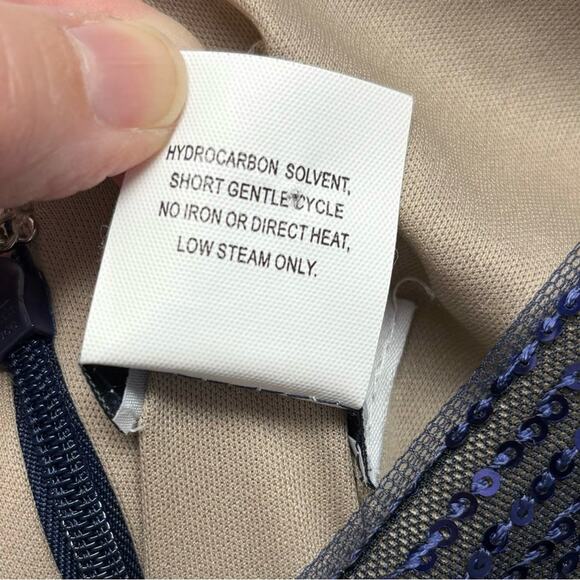 HYDROCARBON SOLVENT,
SHORT GENTLE CYCLE
NO IRON OR DIRECT HEAT,
LOW STEAM ONLY.